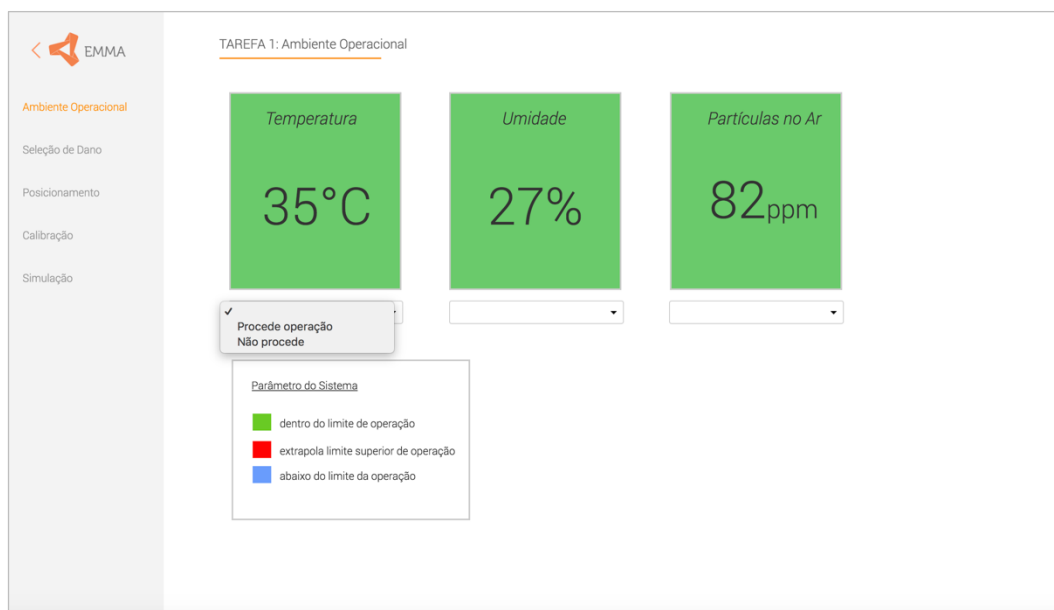 EMMA
Ambiente Operacional
Seleção de Dano
Posicionamento
Calibração
Simulação
TAREFA 1: Ambiente Operacional
Temperatura
35°C
Umidade
27%
Partículas no Ar
82ppm
Procede operação
Não procede
Parâmetro do Sistema
dentro do limite de operação
extrapola limite superior de operação
abaixo do limite da operação